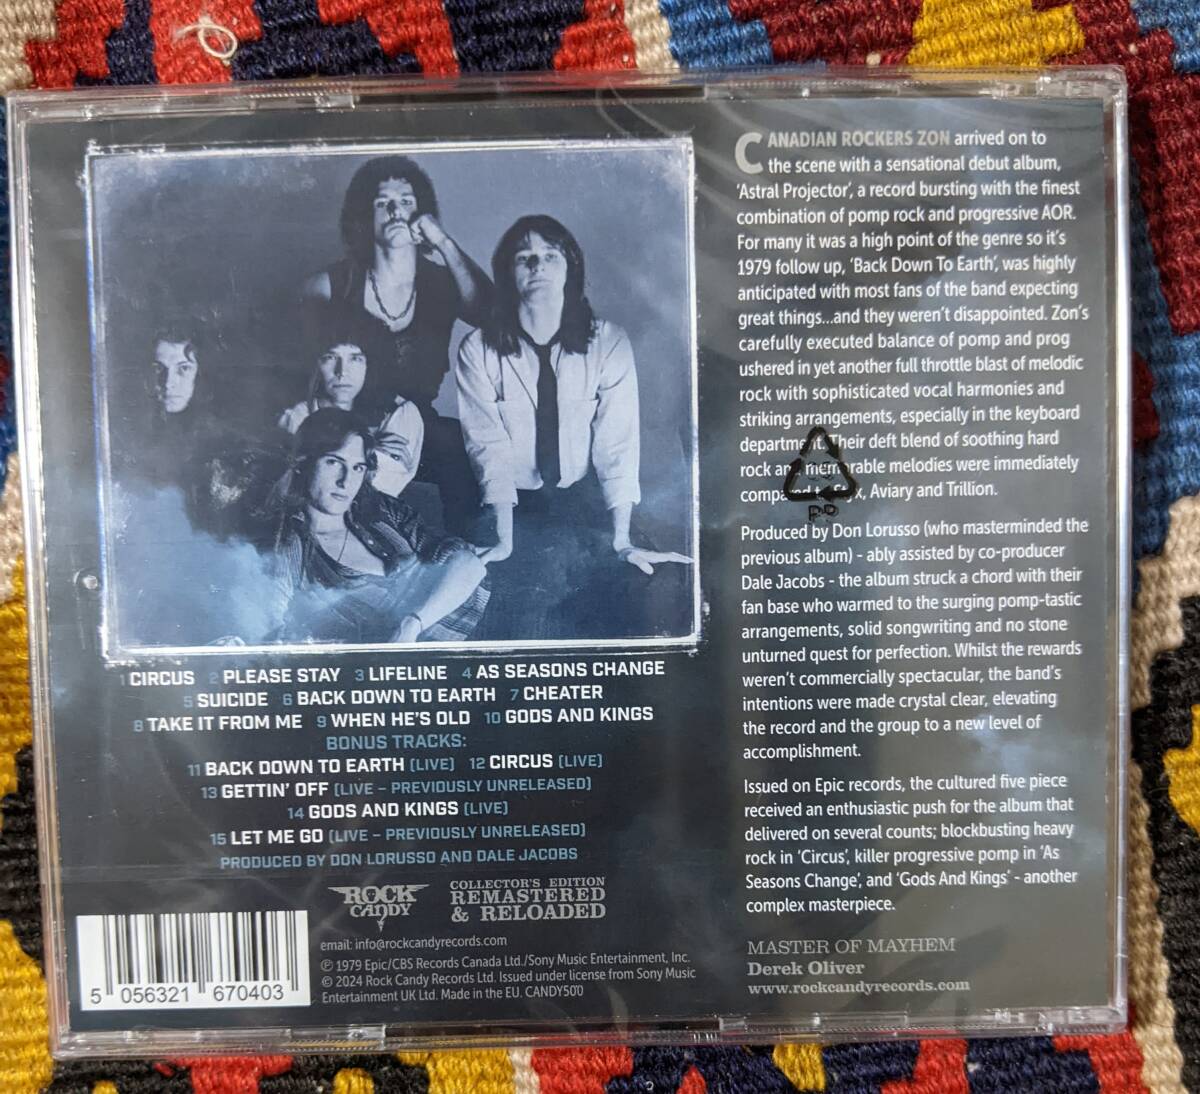 1 CIRCUS 2 PLEASE STAY 3 LIFELINE 4 AS SEASONS CHANGE
5 SUICIDE 6 BACK DOWN TO EARTH 7 CHEATER
8 TAKE IT FROM ME 9 WHEN HE'S OLD 10 GODS AND KINGS
BONUS TRACKS:
11 BACK DOWN TO EARTH (LIVE) 12 CIRCUS (LIVE)
13 GETTIN' OFF (LIVE – PREVIOUSLY UNRELEASED)
14 GODS AND KINGS (LIVE)
15 LET ME GO (LIVE – PREVIOUSLY UNRELEASED)
PRODUCED BY DON LORUSSO AND DALE JACOBS
ROCK
CANDY
COLLECTOR'S EDITION
REMASTERED
& RELOADED
email: info@rockcandyrecords.com
℗ 1979 Epic/CBS Records Canada Ltd./Sony Music Entertainment, Inc.
© 2024 Rock Candy Records Ltd. Issued under license from Sony Music
Entertainment UK Ltd. Made in the EU. CANDY500
5 056321 670403
CANADIAN ROCKERS ZON arrived on to
the scene with a sensational debut album,
'Astral Projector', a record bursting with the finest
combination of pomp rock and progressive AOR.
For many it was a high point of the genre so it's
1979 follow up, 'Back Down To Earth', was highly
anticipated with most fans of the band expecting
great things...and they weren't disappointed. Zon's
carefully executed balance of pomp and prog
ushered in yet another full throttle blast of melodic
rock with sophisticated vocal harmonies and
striking arrangements, especially in the keyboard
department. Their deft blend of soothing hard
rock and memorable melodies were immediately
compared to Styx, Aviary and Trillion.
PP
Produced by Don Lorusso (who masterminded the
previous album) - ably assisted by co-producer
Dale Jacobs - the album struck a chord with their
fan base who warmed to the surging pomp-tastic
arrangements, solid songwriting and no stone
unturned quest for perfection. Whilst the rewards
weren't commercially spectacular, the band's
intentions were made crystal clear, elevating
the record and the group to a new level of
accomplishment.
Issued on Epic records, the cultured five piece
received an enthusiastic push for the album that
delivered on several counts; blockbusting heavy
rock in 'Circus', killer progressive pomp in 'As
Seasons Change', and 'Gods And Kings' - another
complex masterpiece.
MASTER OF MAYHEM
Derek Oliver
www.rockcandyrecords.com